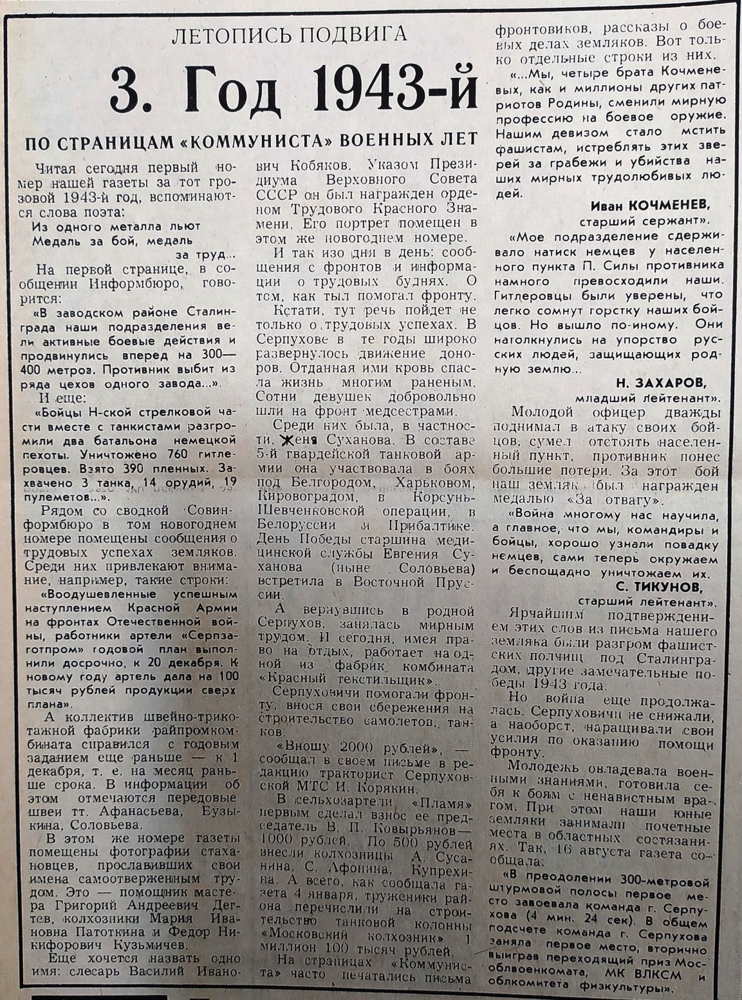 ЛЕТОПИСЬ ПОДВИГА
3. Год 1943-й
ПО СТРАНИЦАМ «КОММУНИСТА» ВОЕННЫХ ЛЕТ
Читая сегодня первый но-
мер нашей газеты за тот гро-
зовой 1943-й год, вспоминают-
ся слова поэта:
Из одного металла льют
Медаль за бой, медаль
за труд...
На первой странице, в со-
общении Информбюро, гово-
рится:
«В заводском районе Сталин-
града наши подразделения ве-
ли активные боевые действия и
продвинулись вперед на 300—
400 метров. Противник выбит из
ряда цехов одного завода...».
И еще:
«Бойцы Н-ской стрелковой ча-
сти вместе с танкистами разгро-
мили два батальона немецкой
пехоты. Уничтожено 760 гитле-
ровцев. Взято 390 пленных. За-
хвачено 3 танка, 14 орудий, 19
пулеметов...».
Рядом со сводкой Совин-
формбюро в том новогоднем
номере помещены сообщения о
трудовых успехах земляков.
Среди них привлекают внима-
ние, например, такие строки:
«Воодушевленные успешным
наступлением Красной Армии
на фронтах Отечественной вой-
ны, работники артели «Серпза-
готпром» годовой план выпол-
нили досрочно, к 20 декабря. К
новому году артель дала на 100
тысяч рублей продукции сверх
плана».
А коллектив швейно-трико-
тажной фабрики райпромком-
бината справился с годовым
заданием еще раньше — к 1
декабря, т. е. на месяц рань-
ше срока. В информации об
этом отмечаются передовые
швеи тт. Афанасьева, Бузы-
кина, Соловьева.
В этом же номере газеты
помещены фотографии стаха-
новцев, прославивших свои
имена самоотверженным тру-
дом. Это — помощник масте-
ра Григорий Андреевич Дег-
тев, колхозники Мария Ива-
новна Патоткина и Федор Ни-
кифорович Кузьмичев.
Еще хочется назвать одно
имя: слесарь Василий Ивано-
вич Кобяков. Указом Прези-
диума Верховного Совета
СССР он был награжден орде-
ном Трудового Красного Зна-
мени. Его портрет помещен в
этом же новогоднем номере.
И так изо дня в день: сооб-
щения с фронтов и информа-
ции о трудовых буднях. О
том, как тыл помогал фронту.
Кстати, тут речь пойдет не
только о трудовых успехах. В
Серпухове в те годы широко
развернулось движение доно-
ров. Отданная ими кровь спас-
ла жизнь многим раненым.
Сотни девушек добровольно
шли на фронт медсестрами.
Среди них была, в частнос-
ти, Женя Суханова. В составе
5-й гвардейской танковой ар-
мии она участвовала в боях
под Белгородом, Харьковом,
Кировоградом, в Корсунь-
Шевченковской операции, в
Белоруссии и Прибалтике.
День Победы старшина меди-
цинской службы Евгения Су-
ханова (ныне Соловьева)
встретила в Восточной Прус-
сии.
А вернувшись в родной
Серпухов, занялась мирным
трудом. И сегодня, имея пра-
во на отдых, работает на од-
ной из фабрик комбината
«Красный текстильщик».
Серпуховичи помогали фрон-
ту, внося свои сбережения на
строительство самолетов, тан-
ков.
«Вношу 2000 рублей», —
сообщал в своем письме в ре-
дакцию тракторист Серпухов-
ской МТС И. Корякин.
В сельхозартели «Пламя»
первым сделал взнос ее пред-
седатель В. П. Ковырьянов—
1000 рублей. По 500 рублей
внесли колхозницы А. Суса-
нина, С. Афонина, Купрехи-
на. А всего, как сообщала га-
зета 4 января, труженики рай-
она перечислили на строи-
тельство танковой колонны
«Московский колхозник» 1
миллион 100 тысяч рублей.
На страницах «Коммунис-
та» часто печатались письма
фронтовиков, рассказы о бое-
вых делах земляков. Вот толь-
ко отдельные строки из них.
«...Мы, четыре брата Кочмене-
вых, как и миллионы других пат-
риотов Родины, сменили мирную
профессию на боевое оружие.
Нашим девизом стало мстить
фашистам, истреблять этих зве-
рей за грабежи и убийства на-
ших мирных трудолюбивых лю-
дей.
Иван КОЧМЕНЕВ,
старший сержант».
«Мое подразделение сдержи-
вало натиск немцев у населен-
ного пункта П. Силы противника
намного превосходили наши.
Гитлеровцы были уверены, что
легко сомнут горстку наших бой-
цов. Но вышло по-иному. Они
натолкнулись на упорство рус-
ских людей, защищающих род-
ную землю...
Н. ЗАХАРОВ,
младший лейтенант».
Молодой офицер дважды
поднимал в атаку своих бой-
цов, сумел отстоять населен-
ный пункт, противник понес
большие потери. За этот бой
наш земляк был награжден
медалью «За отвагу».
«Война многому нас научила,
а главное, что мы, командиры и
бойцы, хорошо узнали повадку
немцев, сами теперь окружаем
и беспощадно уничтожаем их.
С. ТИКУНОВ,
старший лейтенант».
Ярчайшим подтверждени-
ем этих слов из письма нашего
земляка были разгром фашист-
ских полчищ под Сталингра-
дом, другие замечательные по-
беды 1943 года.
Но война еще продолжа-
лась. Серпуховичи не снижали,
а наоборот, наращивали свои
усилия по оказанию помощи
фронту.
Молодежь овладевала воен-
ными знаниями, готовила се-
бя к боям с ненавистным вра-
гом. При этом наши юные
земляки занимали почетные
места в областных состязани-
ях. Так, 16 августа газета со-
общала:
«В преодолении 300-метровой
штурмовой полосы первое ме-
сто завоевала команда г. Серпу-
хова (4 мин. 24 сек). В общем
подсчете команда г. Серпухова
заняла первое место, вторично
выиграв переходящий приз Мос-
облвоенкомата, МК ВЛКСМ и
облкомитета физкультуры».